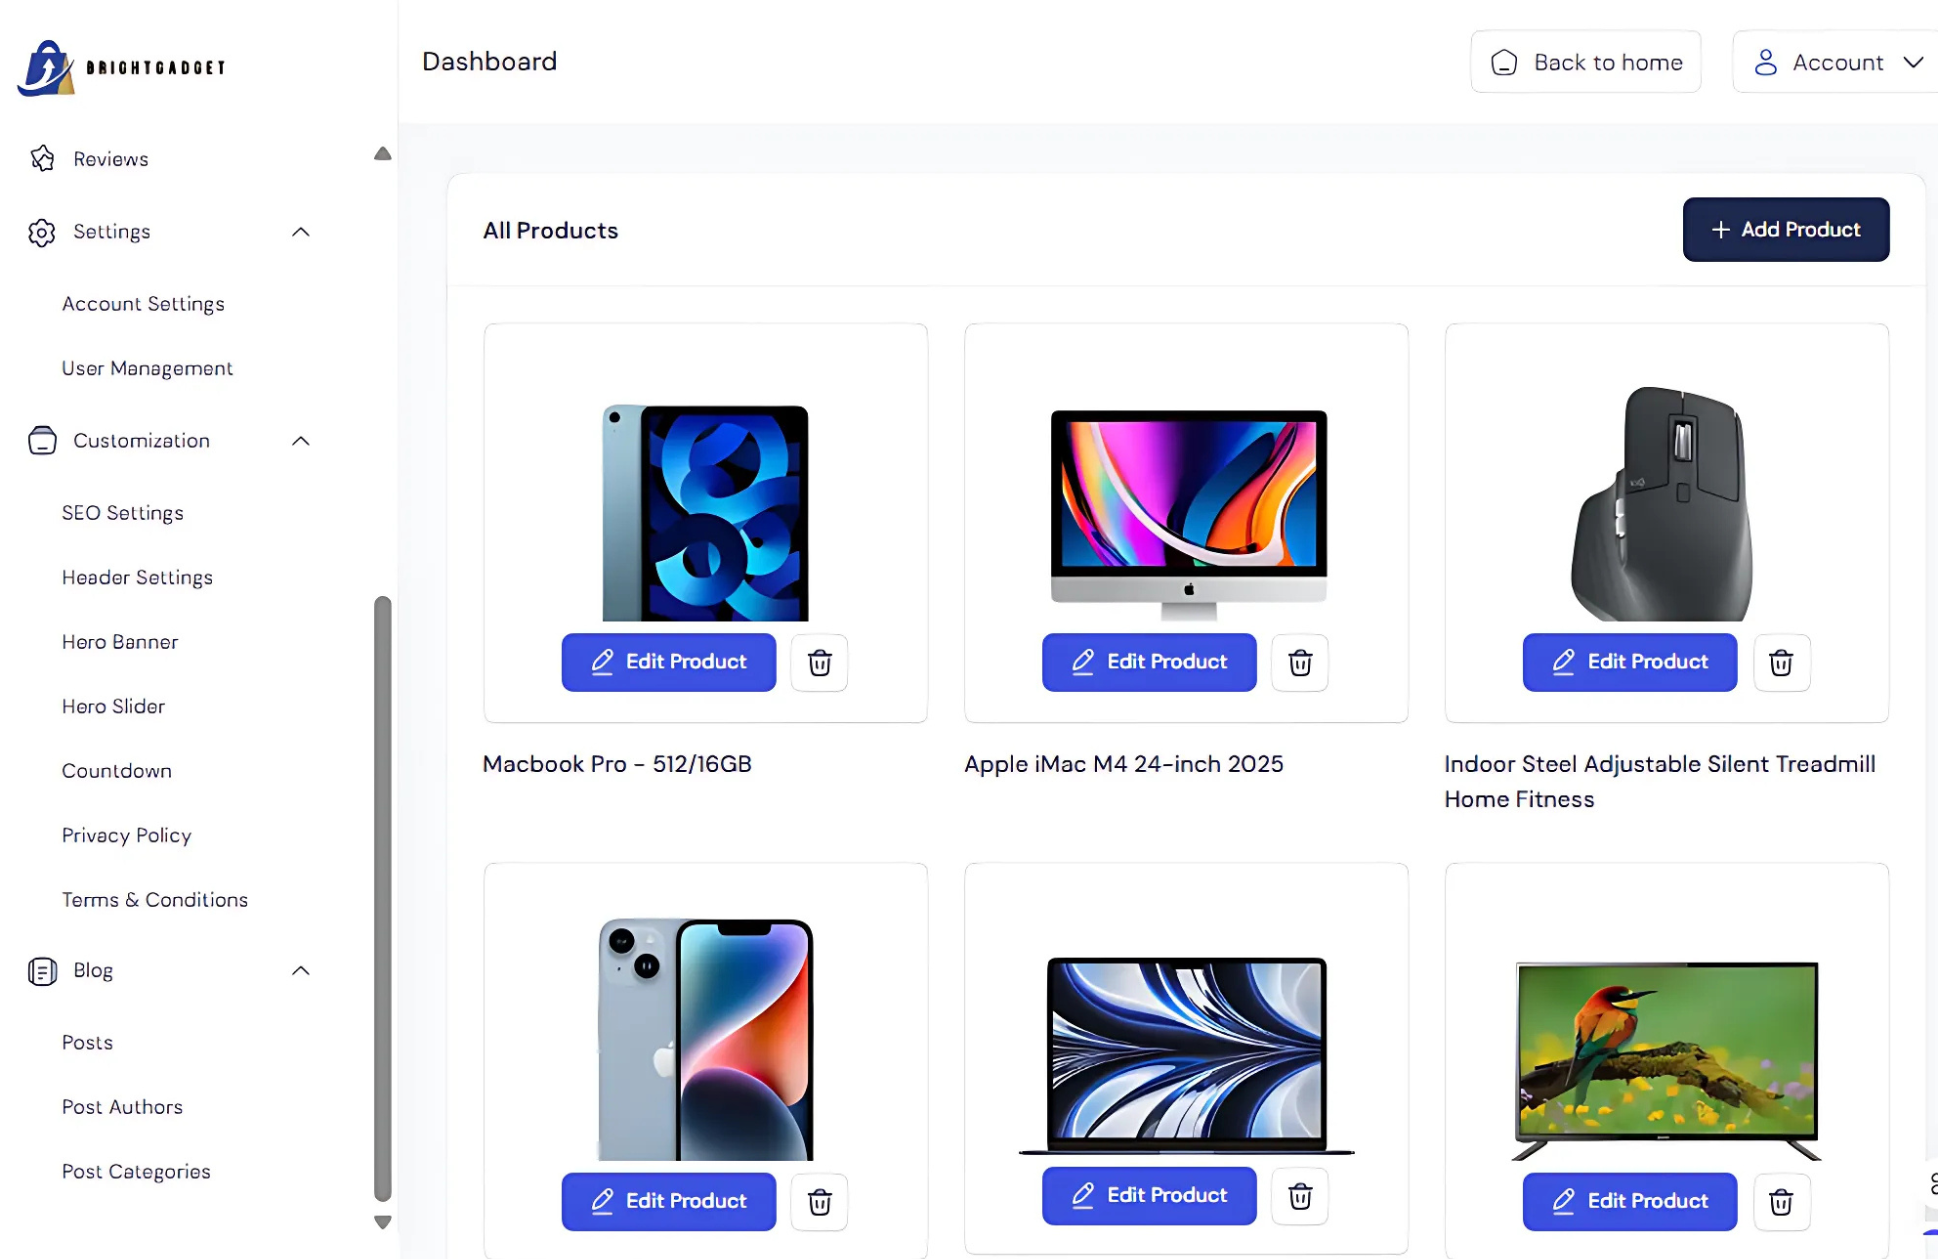 BRIGHTGADGET
Dashboard
Back to home
Account
Reviews
Settings
Account Settings
User Management
Customization
SEO Settings
Header Settings
Hero Banner
Hero Slider
Countdown
Privacy Policy
Terms & Conditions
Blog
Posts
Post Authors
Post Categories
All Products
+ Add Product
Edit Product
Edit Product
Edit Product
Macbook Pro - 512/16GB
Apple iMac M4 24-inch 2025
Indoor Steel Adjustable Silent Treadmill
Home Fitness
Edit Product
Edit Product
Edit Product